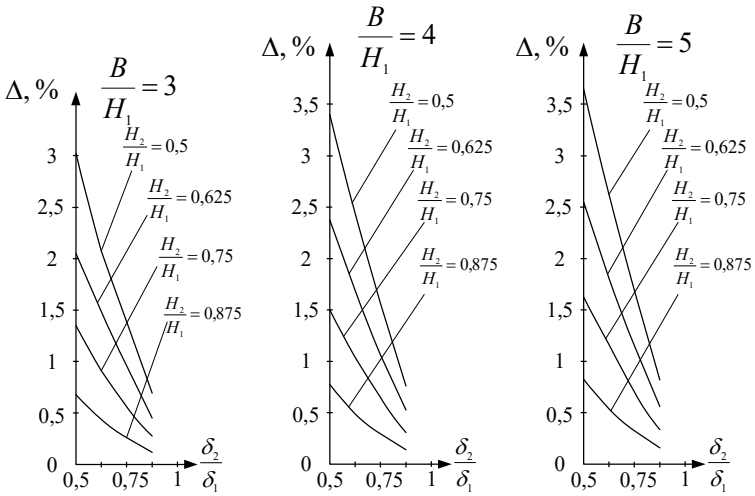 Δ, %
B/H₁ = 3
H₂/H₁ = 0,5
H₂/H₁ = 0,625
H₂/H₁ = 0,75
H₂/H₁ = 0,875
3
2,5
2
1,5
1
0,5
0
0,5 0,75 1
δ₂/δ₁
Δ, %
B/H₁ = 4
H₂/H₁ = 0,5
H₂/H₁ = 0,625
H₂/H₁ = 0,75
H₂/H₁ = 0,875
3,5
3
2,5
2
1,5
1
0,5
0
0,5 0,75 1
δ₂/δ₁
Δ, %
B/H₁ = 5
H₂/H₁ = 0,5
H₂/H₁ = 0,625
H₂/H₁ = 0,75
H₂/H₁ = 0,875
3,5
3
2,5
2
1,5
1
0,5
0
0,5 0,75 1
δ₂/δ₁